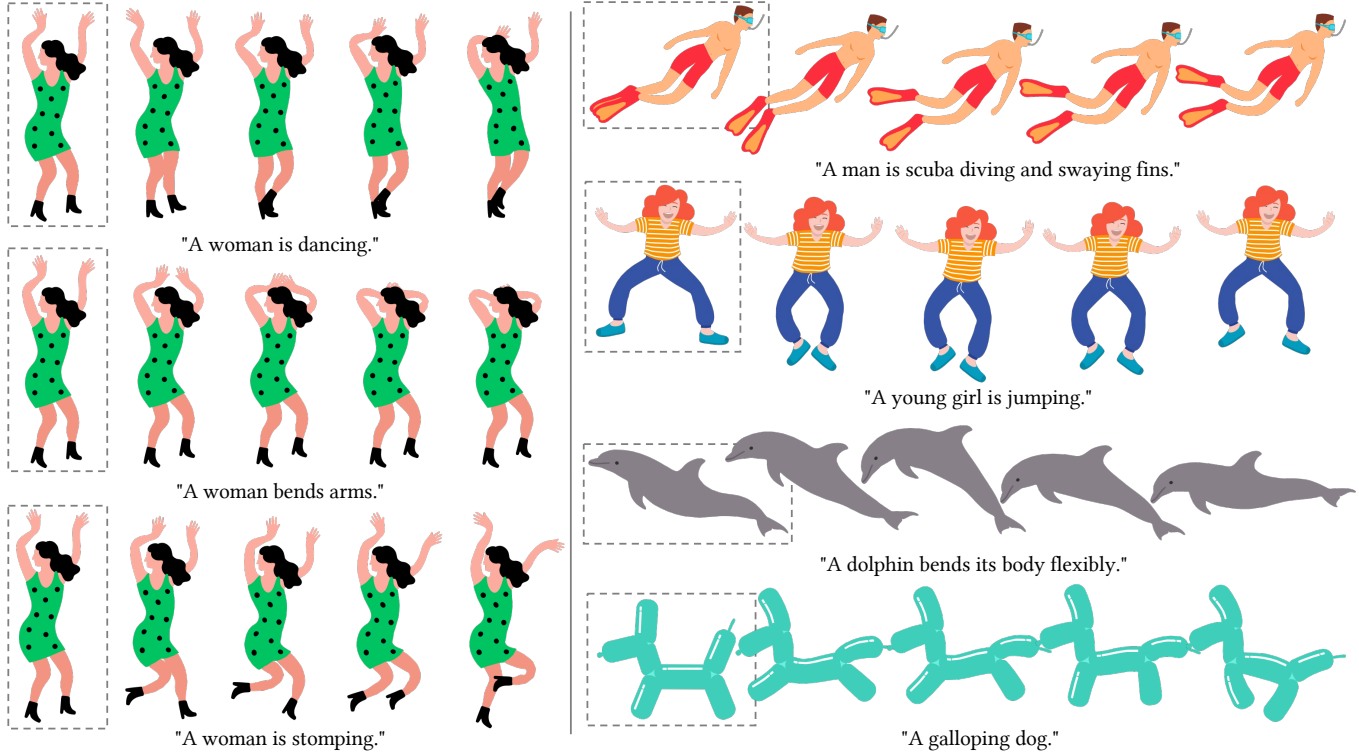 "A woman is dancing."
"A woman bends arms."
"A woman is stomping."
"A man is scuba diving and swaying fins."
"A young girl is jumping."
"A dolphin bends its body flexibly."
"A galloping dog."